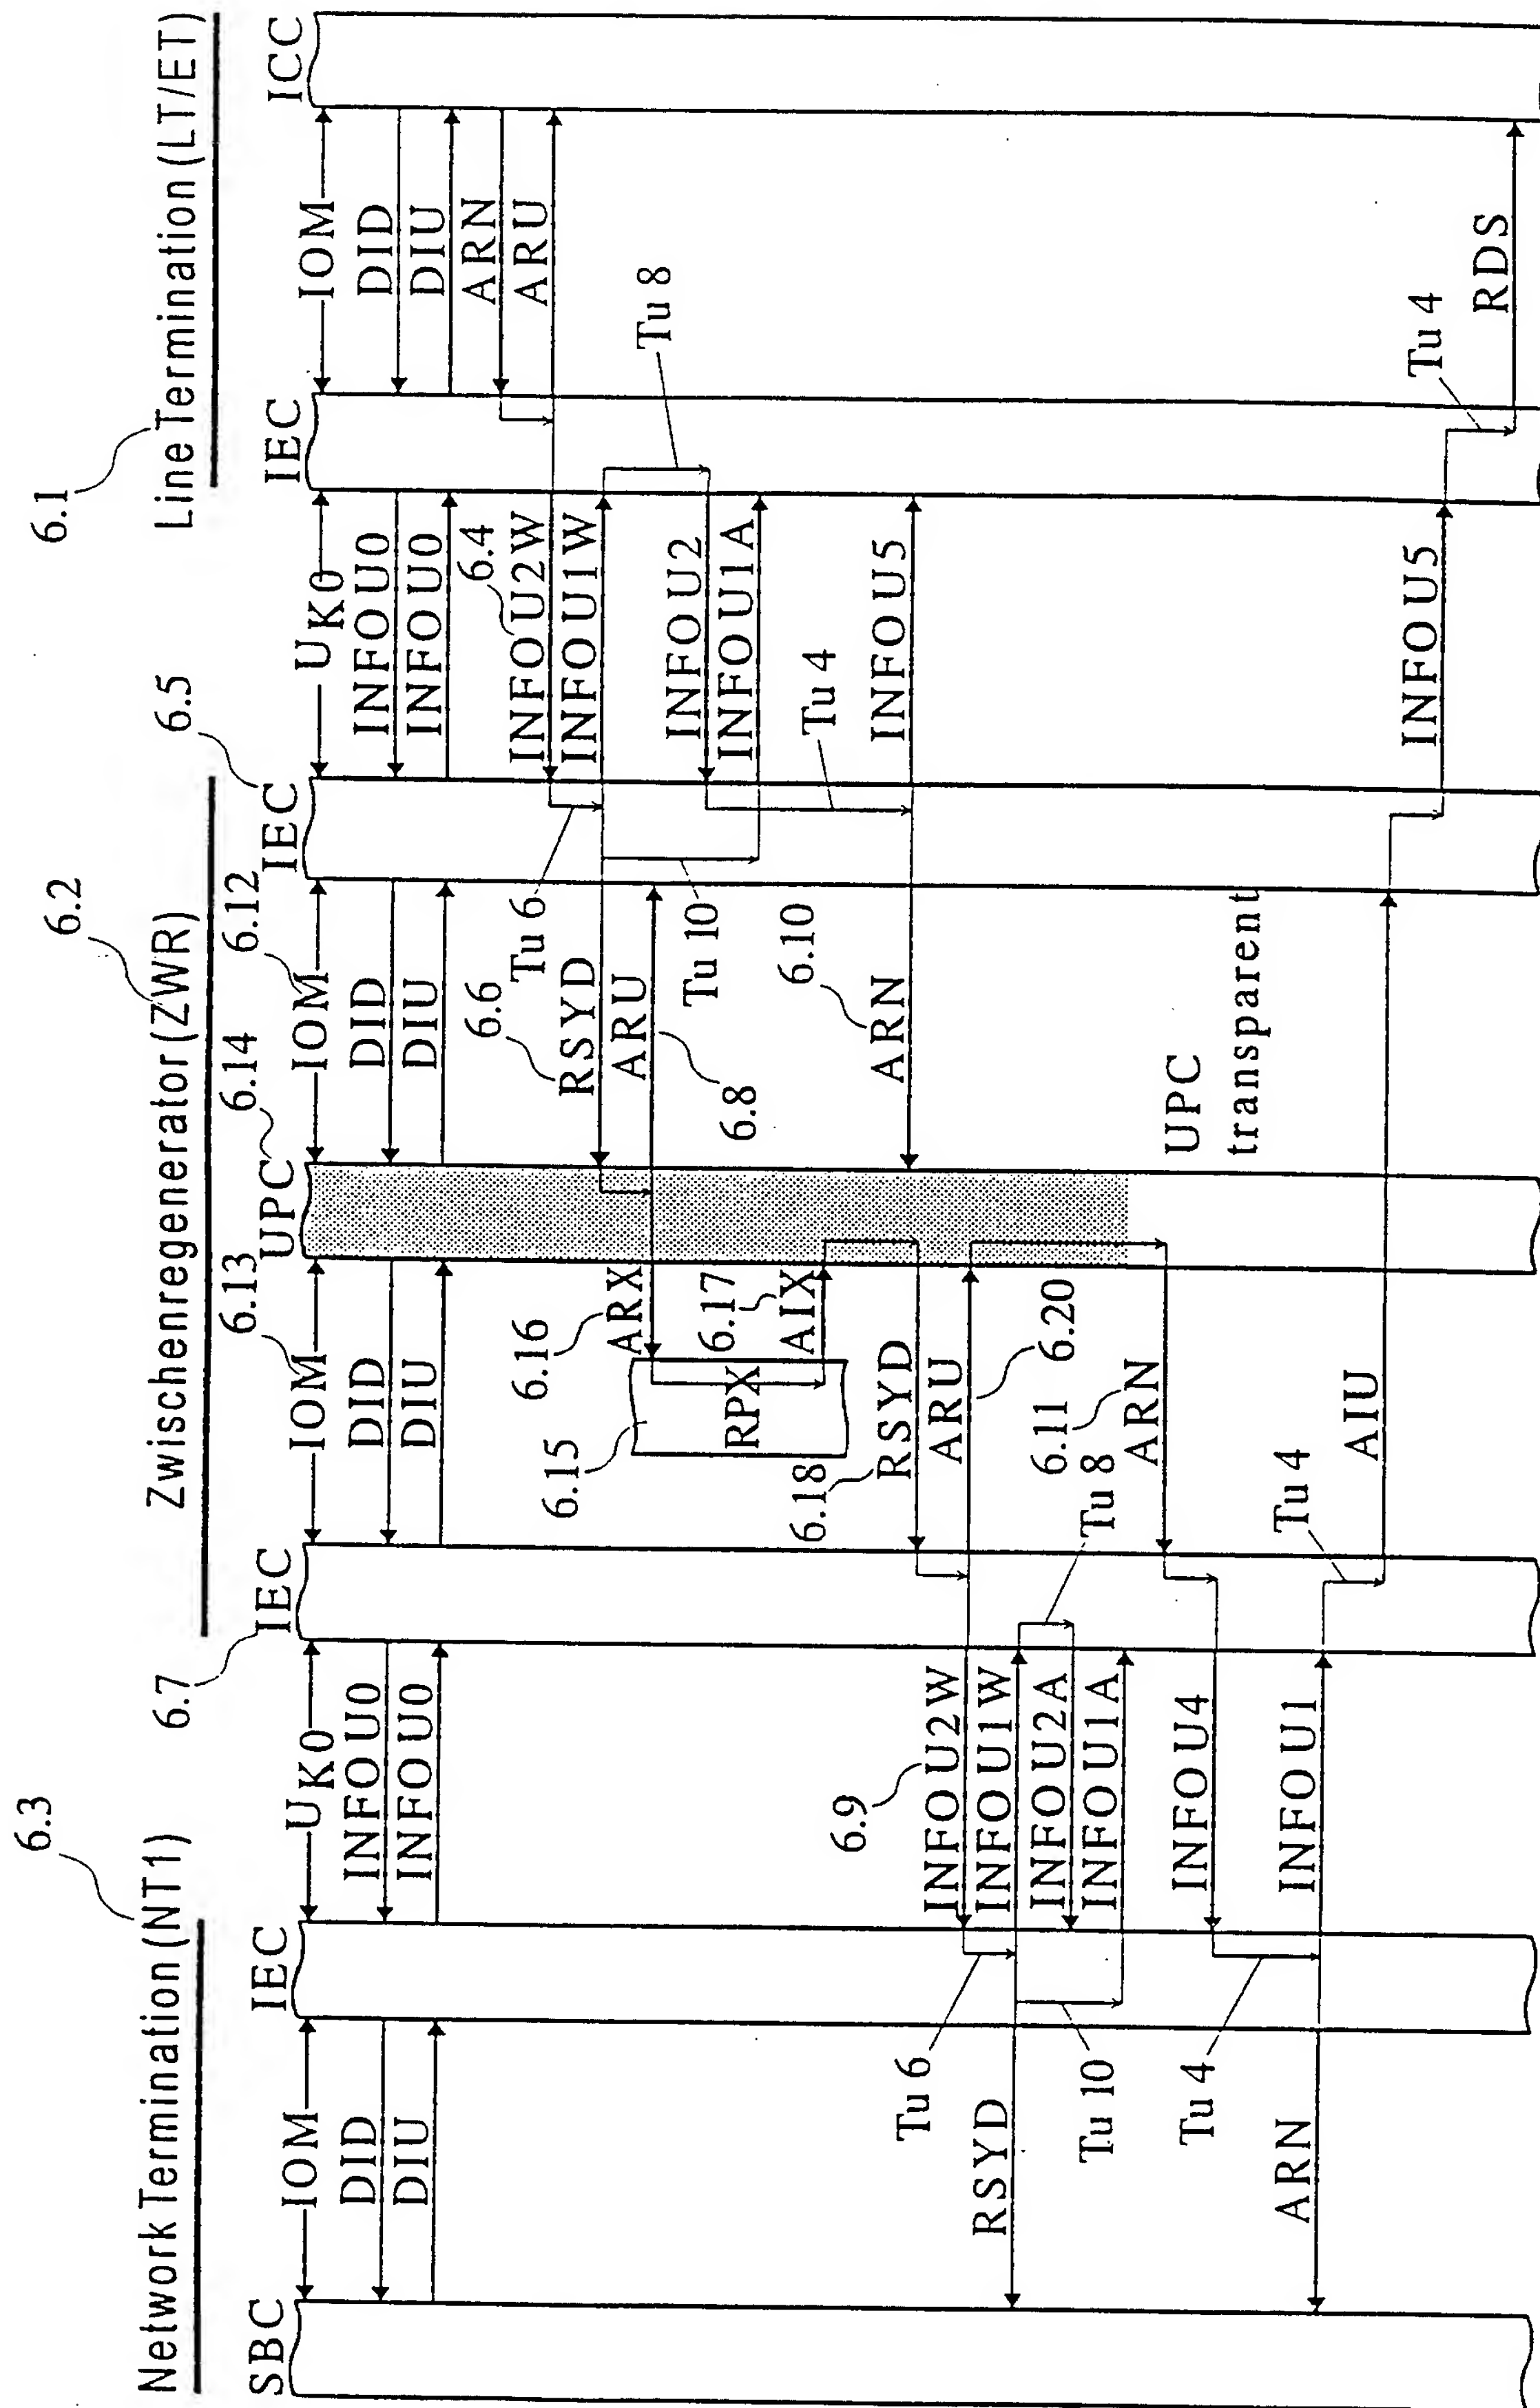 6.3
6.2
6.1
Network Termination (NT1)
Zwischenregenerator (ZWR)
Line Termination (LT/ET)
SBC
IEC
6.7
IEC
6.13
UPC
6.14
6.12
IEC
6.5
IEC
ICC
IOM
UK0
IOM
IOM
UK0
IOM
DID
INFOU0
DID
DID
INFOU0
DID
DIU
INFOU0
DIU
DIU
INFOU0
DIU
ARN
6.4
INFOU2W
ARU
6.6
Tu 6
RSYD
INFOU1W
6.16
ARX
ARU
6.8
Tu 8
6.15
RPX
Tu 10
INFOU2
6.17
AIX
6.10
INFOU1A
Tu 4
6.18
RSYD
ARN
INFOU5
6.9
INFOU2W
ARU
6.20
Tu 6
RSYD
INFOU1W
INFOU2A
Tu 8
Tu 10
INFOU1A
6.11
ARN
UPC
transparent
Tu 4
INFOU4
ARN
INFOU1
Tu 4
AIU
INFOU5
Tu 4
RDS